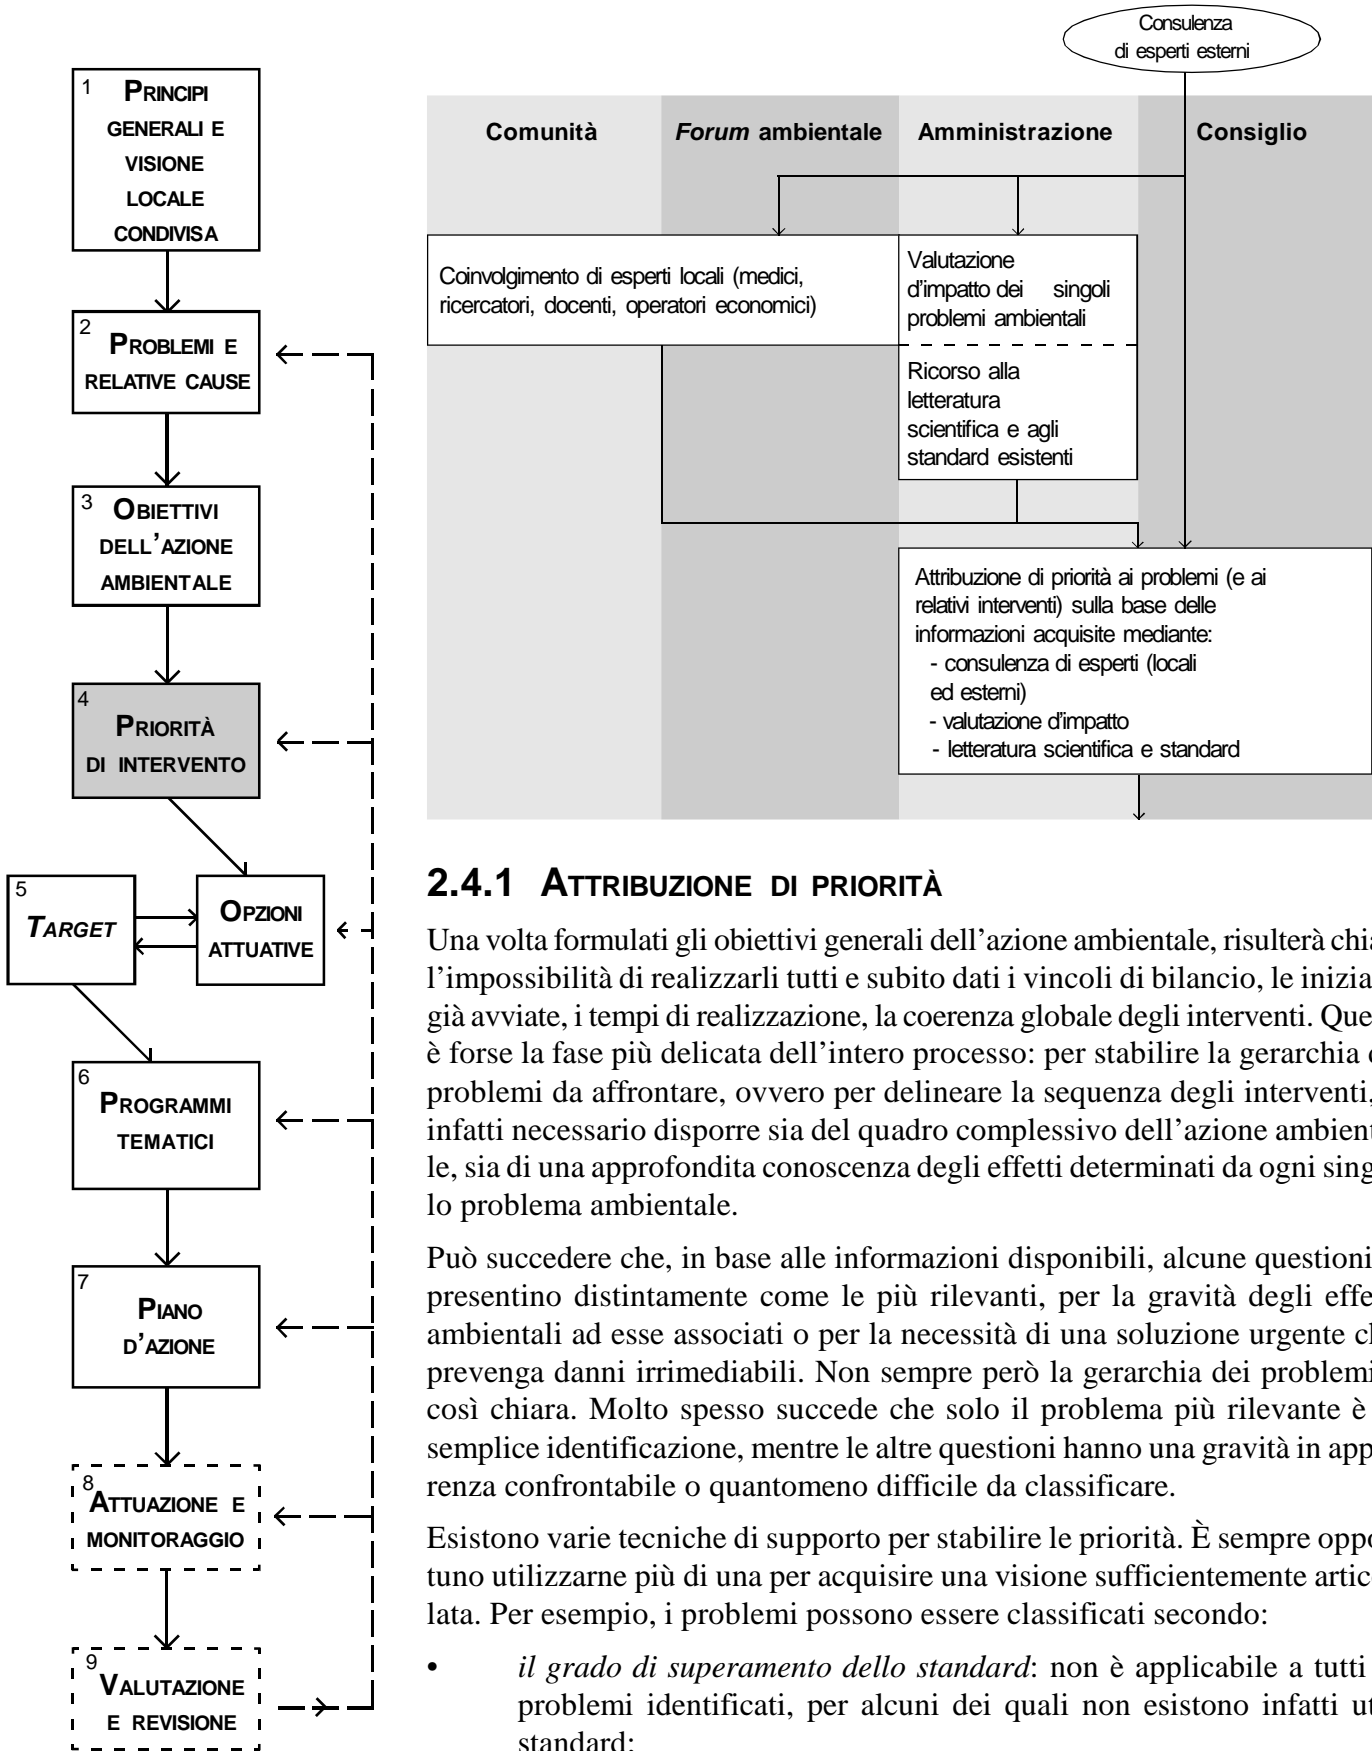 1
PRINCIPI
GENERALI E
VISIONE
LOCALE
CONDIVISA
2
PROBLEMI E
RELATIVE CAUSE
3
OBIETTIVI
DELL'AZIONE
AMBIENTALE
4
PRIORITÀ
DI INTERVENTO
5
TARGET
OPZIONI
ATTUATIVE
6
PROGRAMMI
TEMATICI
7
PIANO
D'AZIONE
8
ATTUAZIONE E
MONITORAGGIO
9
VALUTAZIONE
E REVISIONE
Consulenza
di esperti esterni
Comunità
Forum ambientale
Amministrazione
Consiglio
Coinvolgimento di esperti locali (medici,
ricercatori, docenti, operatori economici)
Valutazione
d'impatto dei singoli
problemi ambientali
Ricorso alla
letteratura
scientifica e agli
standard esistenti
Attribuzione di priorità ai problemi (e ai
relativi interventi) sulla base delle
informazioni acquisite mediante:
- consulenza di esperti (locali
ed esterni)
- valutazione d'impatto
- letteratura scientifica e standard
2.4.1 ATTRIBUZIONE DI PRIORITÀ
Una volta formulati gli obiettivi generali dell'azione ambientale, risulterà chia
l'impossibilità di realizzarli tutti e subito dati i vincoli di bilancio, le inizia
già avviate, i tempi di realizzazione, la coerenza globale degli interventi. Que
è forse la fase più delicata dell'intero processo: per stabilire la gerarchia
problemi da affrontare, ovvero per delineare la sequenza degli interventi,
infatti necessario disporre sia del quadro complessivo dell'azione ambient
le, sia di una approfondita conoscenza degli effetti determinati da ogni sing
lo problema ambientale.
Può succedere che, in base alle informazioni disponibili, alcune questioni
presentino distintamente come le più rilevanti, per la gravità degli effe
ambientali ad esse associati o per la necessità di una soluzione urgente c
prevenga danni irrimediabili. Non sempre però la gerarchia dei problemi
così chiara. Molto spesso succede che solo il problema più rilevante è
semplice identificazione, mentre le altre questioni hanno una gravità in app
renza confrontabile o quantomeno difficile da classificare.
Esistono varie tecniche di supporto per stabilire le priorità. È sempre oppo
tuno utilizzarne più di una per acquisire una visione sufficientemente artic
lata. Per esempio, i problemi possono essere classificati secondo:
• il grado di superamento dello standard: non è applicabile a tutti
problemi identificati, per alcuni dei quali non esistono infatti ut
standard;